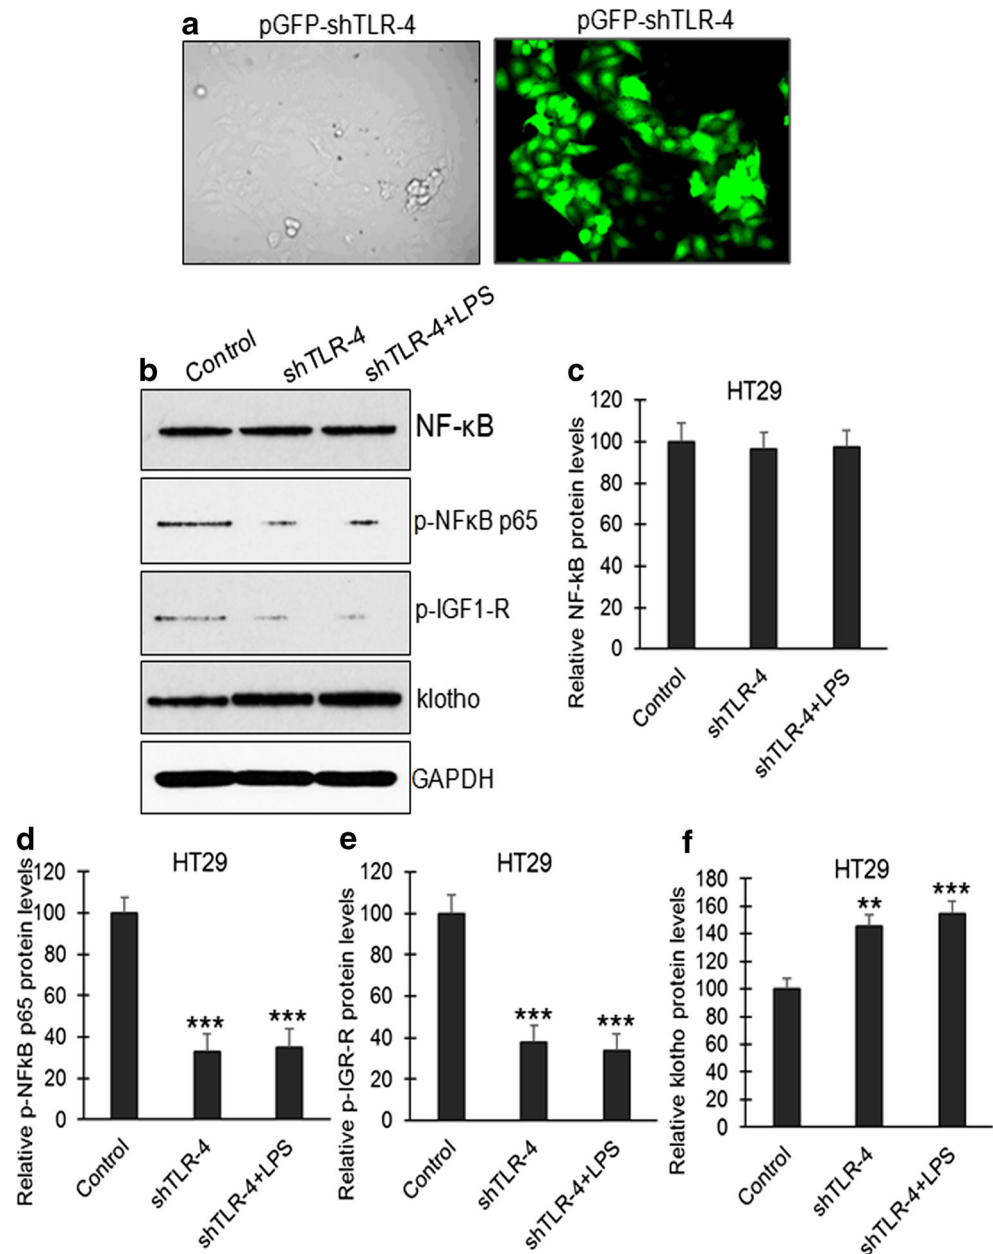 a
pGFP-shTLR-4
pGFP-shTLR-4
b
Control
shTLR-4
shTLR-4+LPS
NF-κB
p-NFκB p65
p-IGF1-R
klotho
GAPDH
c
HT29
Relative NF-kB protein levels
120
100
80
60
40
20
0
Control
shTLR-4
shTLR-4+LPS
d
HT29
Relative p-NFkB p65 protein levels
120
100
80
60
40
20
0
***
***
Control
shTLR-4
shTLR-4+LPS
e
HT29
Relative p-IGR-R protein levels
120
100
80
60
40
20
0
***
***
Control
shTLR-4
shTLR-4+LPS
f
HT29
Relative klotho protein levels
180
160
140
120
100
80
60
40
20
0
**
***
Control
shTLR-4
shTLR-4+LPS